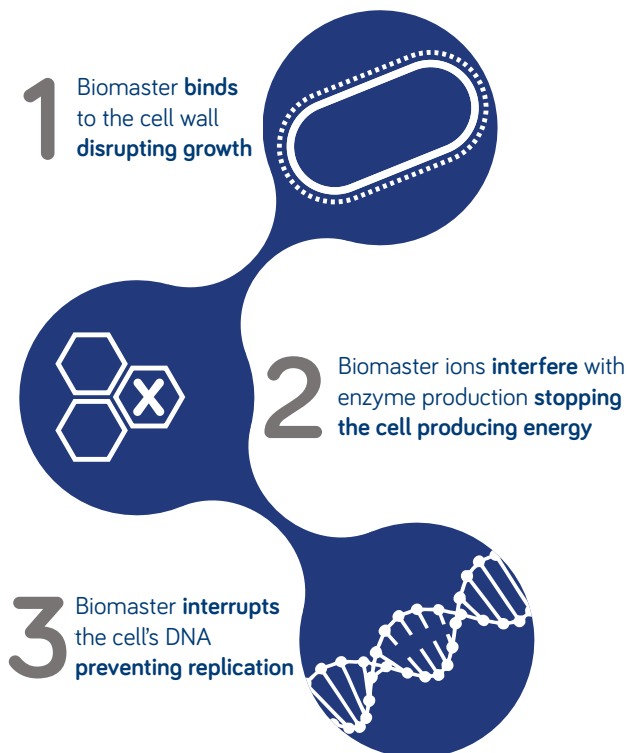 1
Biomaster binds
to the cell wall
disrupting growth
X
2
Biomaster ions interfere with
enzyme production stopping
the cell producing energy
3
Biomaster interrupts
the cell's DNA
preventing replication